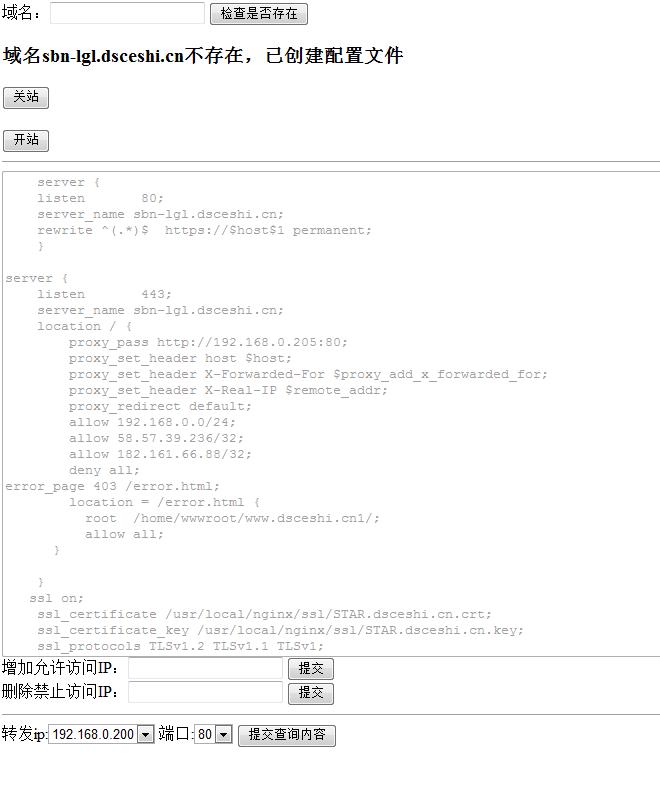 域名： 检查是否存在
域名sbn-lgl.dsceshi.cn不存在，已创建配置文件
关站
开站
server {
listen 80;
server_name sbn-lgl.dsceshi.cn;
rewrite ^(.*)$ https://$host$1 permanent;
}
server {
listen 443;
server_name sbn-lgl.dsceshi.cn;
location / {
proxy_pass http://192.168.0.205:80;
proxy_set_header host $host;
proxy_set_header X-Forwarded-For $proxy_add_x_forwarded_for;
proxy_set_header X-Real-IP $remote_addr;
proxy_redirect default;
allow 192.168.0.0/24;
allow 58.57.39.236/32;
allow 182.161.66.88/32;
deny all;
error_page 403 /error.html;
location = /error.html {
root /home/wwwroot/www.dsceshi.cn1/;
allow all;
}
}
ssl on;
ssl_certificate /usr/local/nginx/ssl/STAR.dsceshi.cn.crt;
ssl_certificate_key /usr/local/nginx/ssl/STAR.dsceshi.cn.key;
ssl_protocols TLSv1.2 TLSv1.1 TLSv1;
增加允许访问IP： 提交
删除禁止访问IP： 提交
转发ip:192.168.0.200 端口:80 提交查询内容